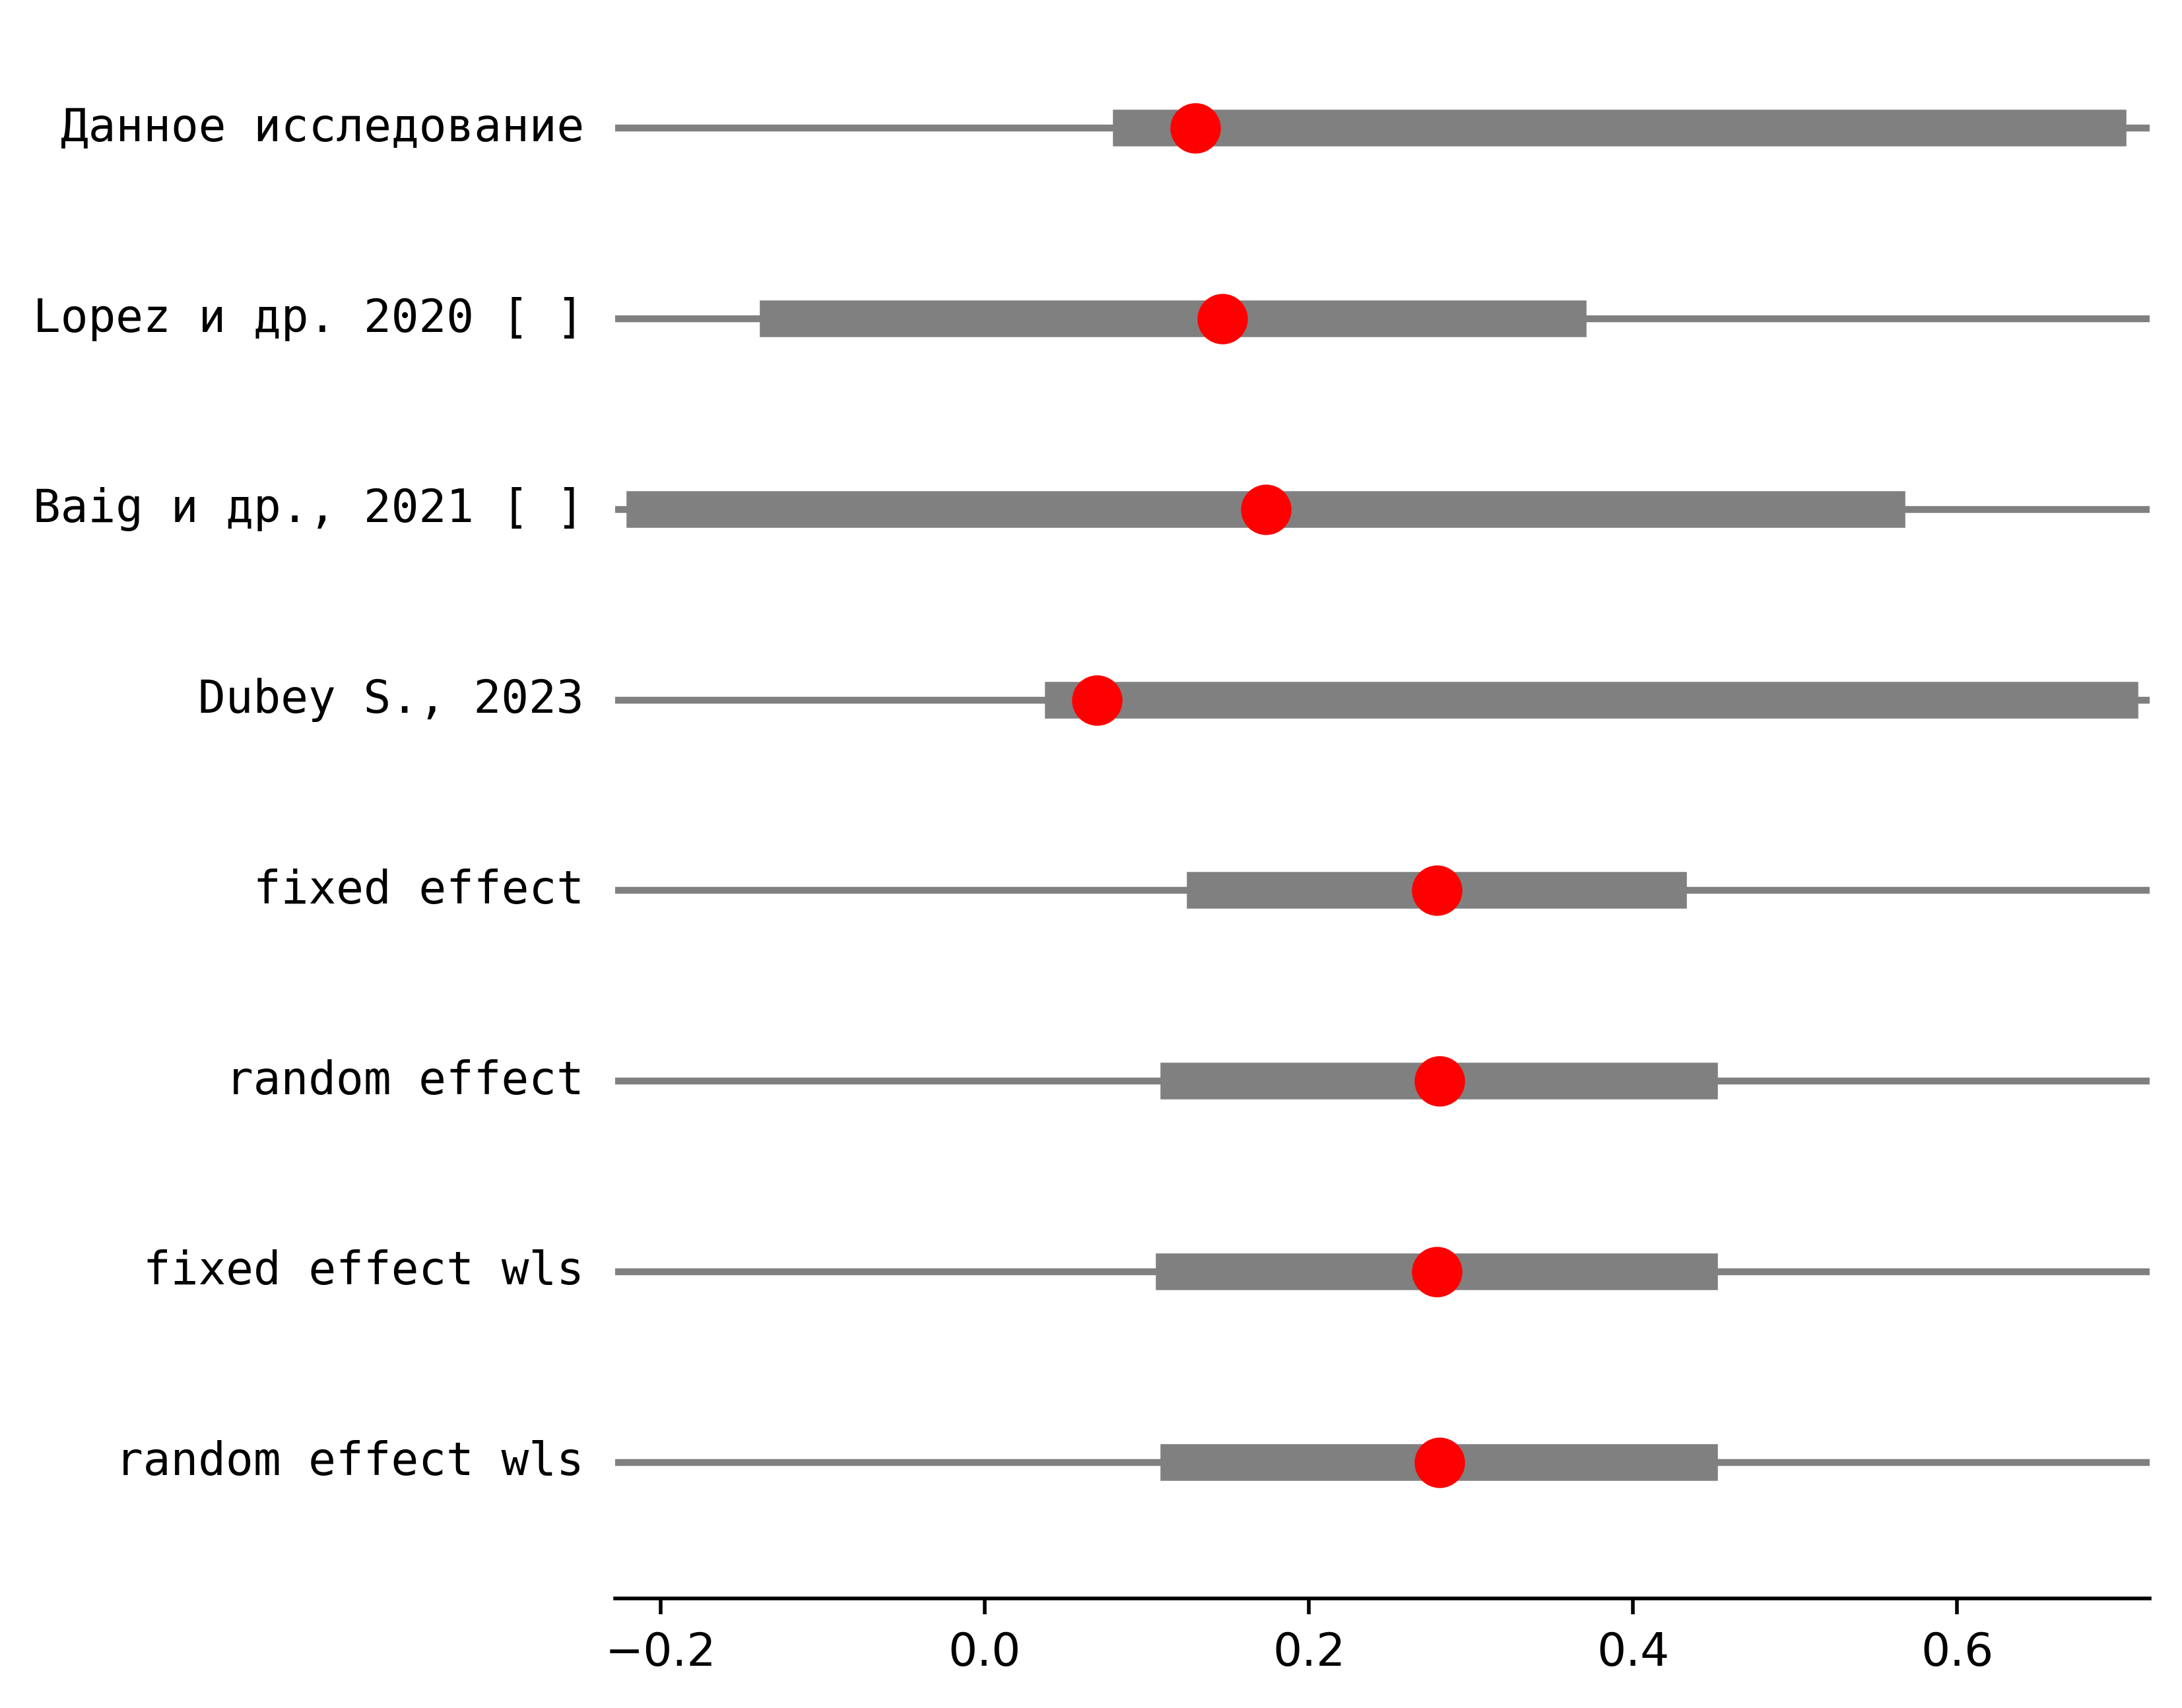 Данное исследование
Lopez и др. 2020 [ ]
Baig и др., 2021 [ ]
Dubey S., 2023
fixed effect
random effect
fixed effect wls
random effect wls
−0.2 0.0 0.2 0.4 0.6